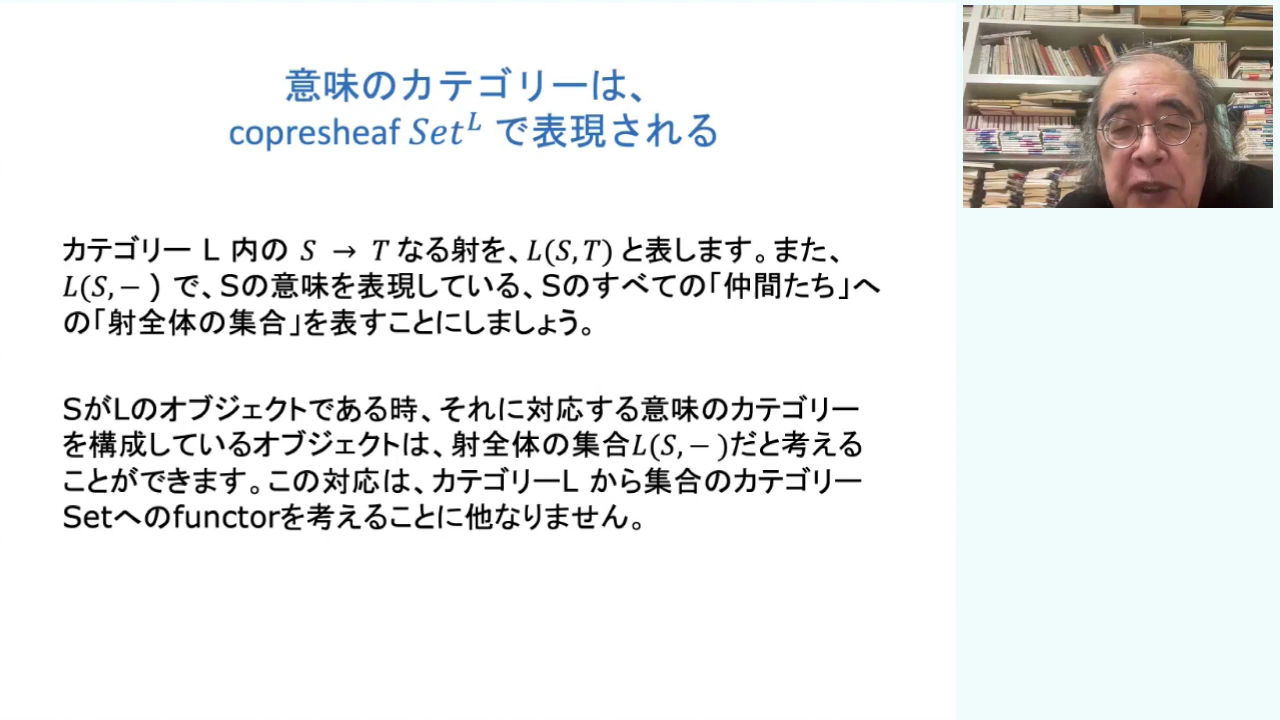 意味のカテゴリーは、
copresheaf Set^L で表現される
カテゴリー L 内の S → T なる射を、L(S,T) と表します。また、
L(S,− ) で、Sの意味を表現している、Sのすべての「仲間たち」へ
の「射全体の集合」を表すことにしましょう。
SがLのオブジェクトである時、それに対応する意味のカテゴリー
を構成しているオブジェクトは、射全体の集合L(S,− )だと考える
ことができます。この対応は、カテゴリーL から集合のカテゴリー
Setへのfunctorを考えることに他なりません。